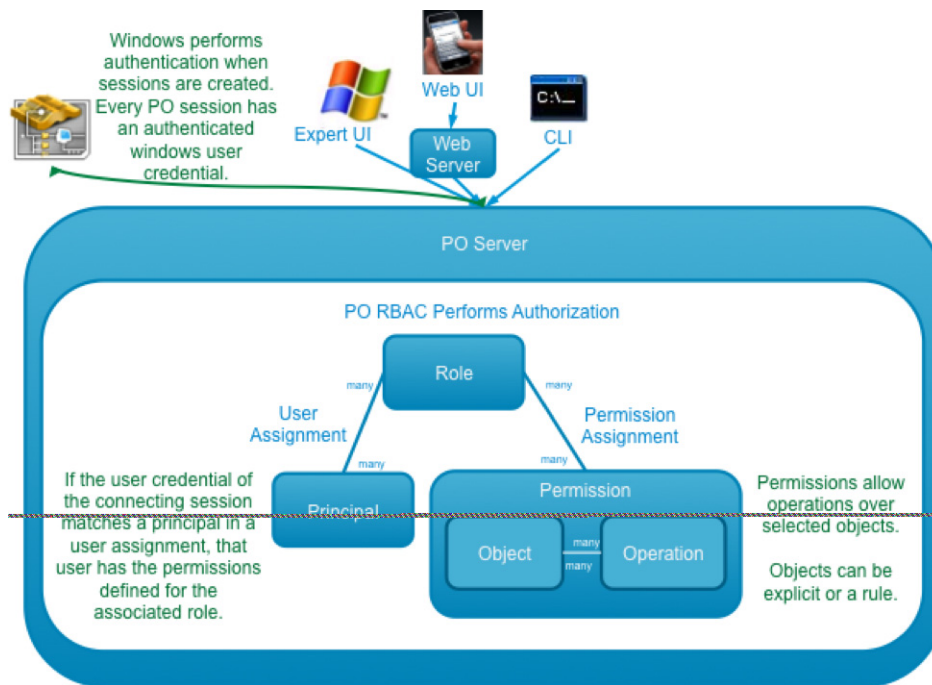 Windows performs
authentication when
sessions are created.
Every PO session has
an authenticated
windows user
credential.
Expert UI
Web UI
Web
Server
C:\_
CLI
PO Server
PO RBAC Performs Authorization
Role
many
many
User
Assignment
Permission
Assignment
many
many
If the user credential of
the connecting session
matches a principal in a
user assignment, that
user has the permissions
defined for the
associated role.
Principal
Permission
Object
many
many
Operation
Permissions allow
operations over
selected objects.
Objects can be
explicit or a rule.